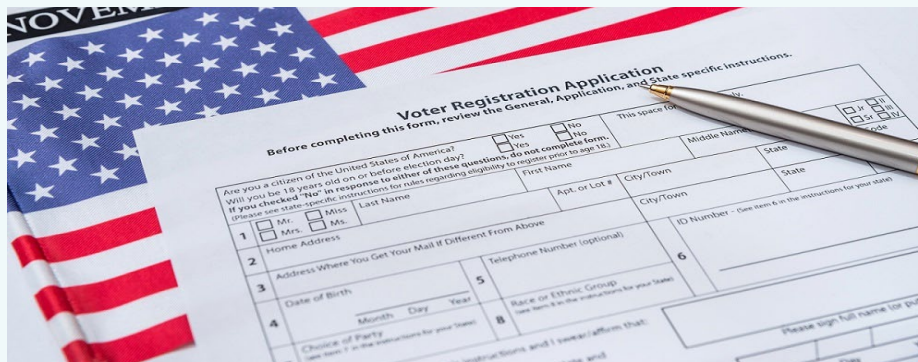 NOVEM
Voter Registration Application
Before completing this form, review the General, Application, and State specific instructions.
Are you a citizen of the United States of America? Yes No
Will you be 18 years old on or before election day? Yes No
If you checked "No" in response to either of these questions, do not complete form.
(Please see state-specific instructions for rules regarding eligibility to register prior to age 18.)
This space for
1 Mr. Miss Mrs. Ms. Last Name First Name Middle Name Jr II Sr III IV
2 Home Address Apt. or Lot # City/Town State Code
3 Address Where You Get Your Mail If Different From Above City/Town State
4 Date of Birth
Month Day Year
5 Telephone Number (optional)
6 ID Number - (See item 6 in the instructions for your state)
Choice of Party
(see item 7 in the instructions for your State)
8 Race or Ethnic Group
(see item 8 in the instructions for your State)
instructions and I swear/affirm that:
Please sign full name (or pu